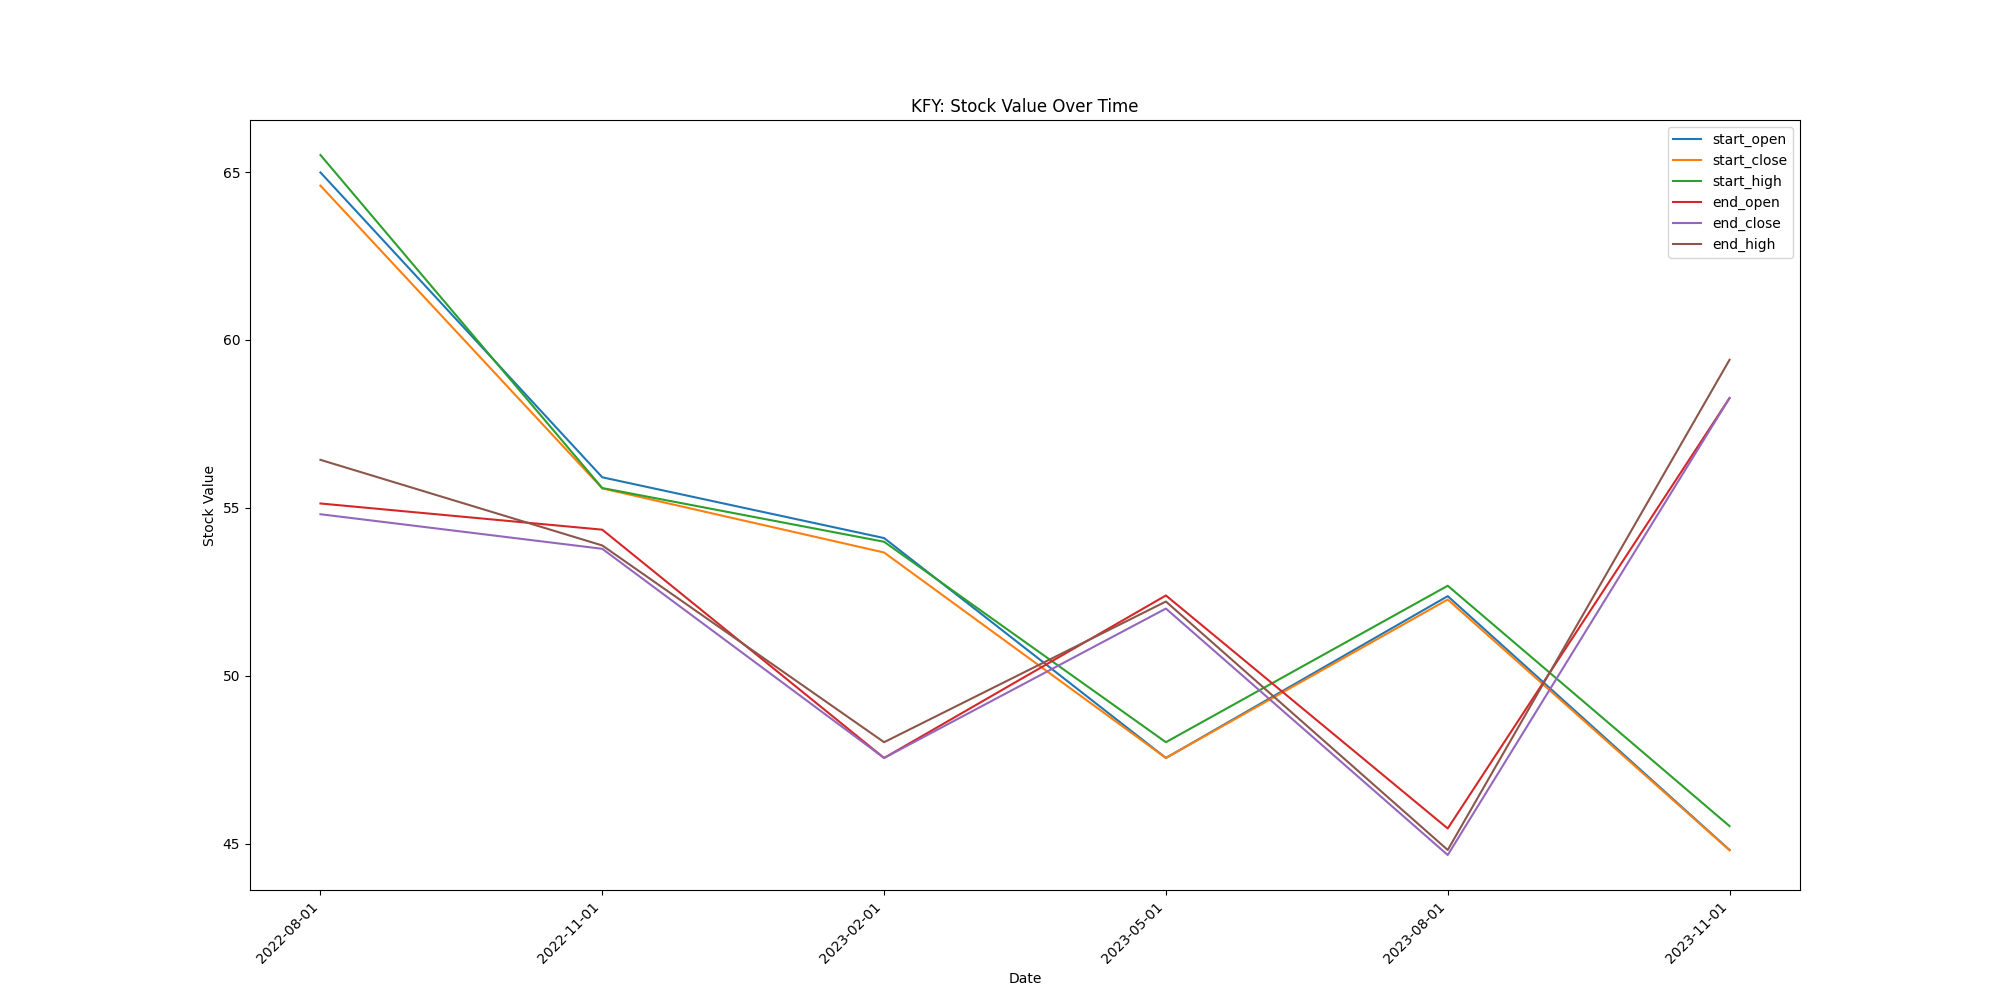 KFY: Stock Value Over Time
start_open
start_close
start_high
end_open
end_close
end_high
65
60
55
50
45
Stock Value
2022-08-01
2022-11-01
2023-02-01
2023-05-01
2023-08-01
2023-11-01
Date